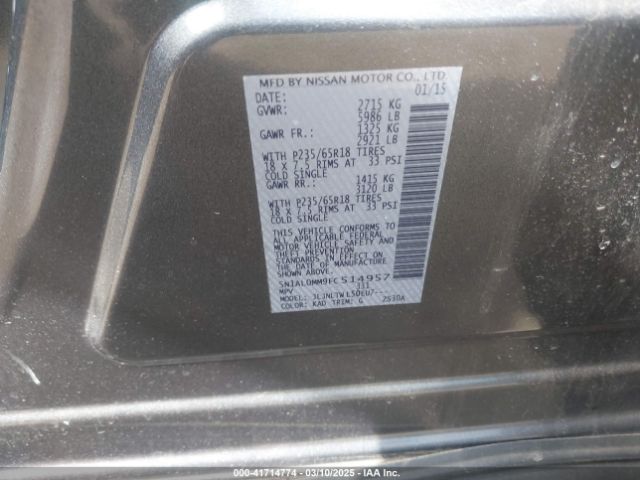 MFD BY NISSAN MOTOR CO., LTD
DATE: 01/15
GVWR: 2715 KG
5986 LB
GAWR FR.: 1325 KG
2921 LB
WITH P235/65R18 TIRES
18 X 7.5 RIMS AT 33 PSI
COLD SINGLE
GAWR RR.: 1415 KG
3120 LB
WITH P235/65R18 TIRES
18 X 7.5 RIMS AT 33 PSI
COLD SINGLE
THIS VEHICLE CONFORMS TO
ALL APPLICABLE FEDERAL
MOTOR VEHICLE SAFETY AND
THEFT PREVENTION
STANDARDS IN EFFECT ON
THE DATE OF MANUFACTURE
SHOWN ABOVE.
5N1AL0MM9FC514957
MPV J31
MODEL:
COLOR: KAD TRIM: G 2530A
000-41714774 — 03/10/2025 — IAA Inc.